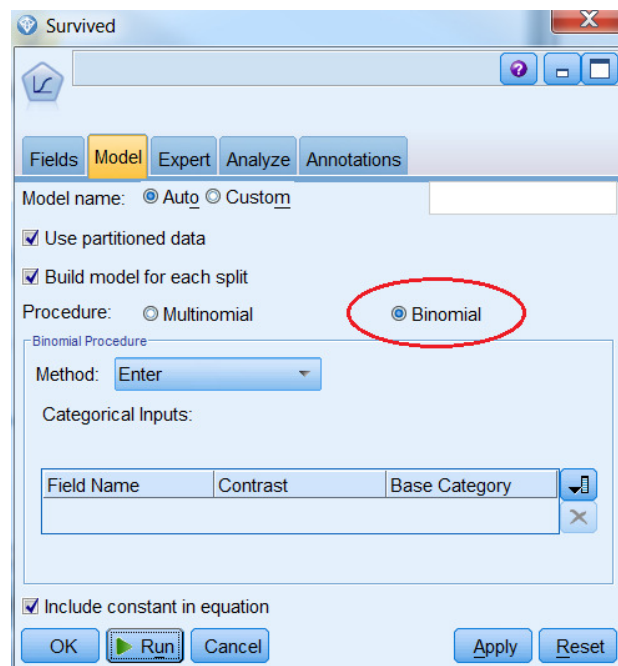 Survived
Fields Model Expert Analyze Annotations
Model name: Auto Custom
Use partitioned data
Build model for each split
Procedure: Multinomial Binomial
Binomial Procedure
Method: Enter
Categorical Inputs:
Field Name Contrast Base Category
Include constant in equation
OK Run Cancel Apply Reset